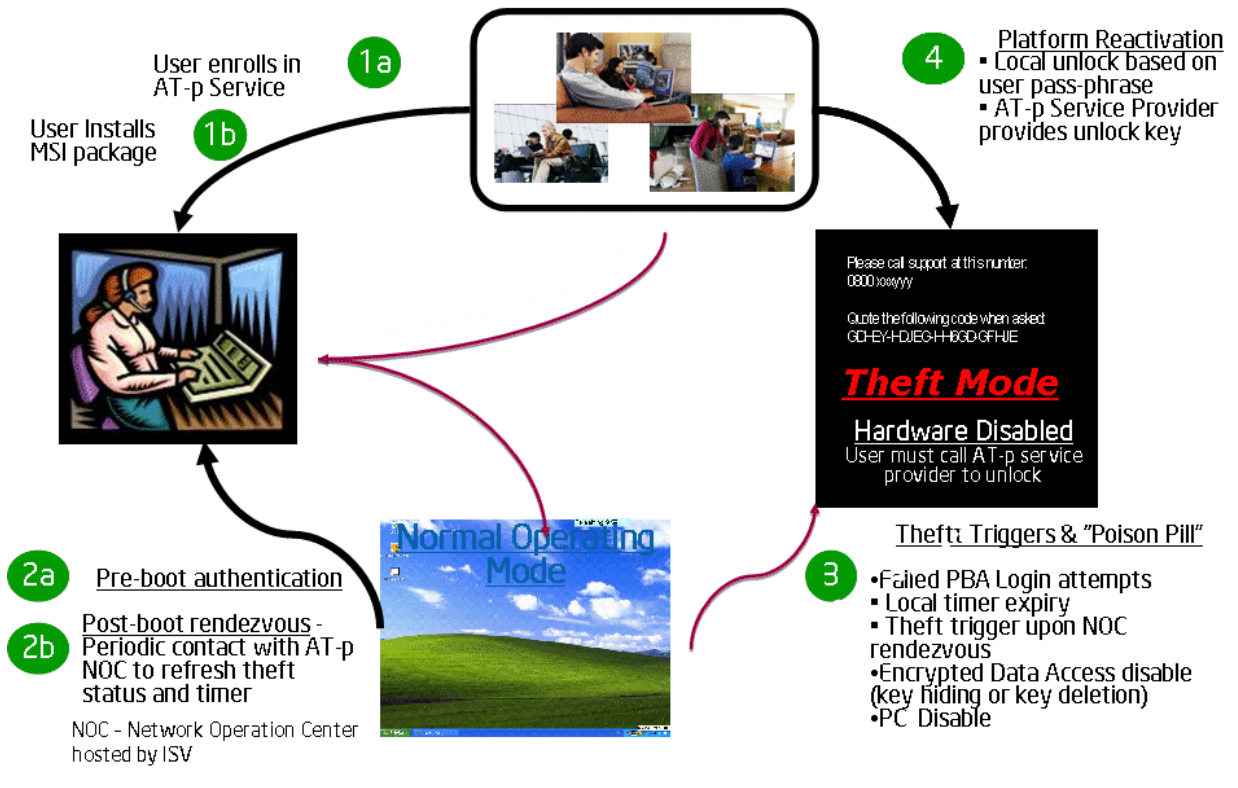 1a
User enrolls in
AT-p Service
User Installs
MSI package
1b
4
Platform Reactivation
▪ Local unlock based on
user pass-phrase
▪ AT-p Service Provider
provides unlock key
Please call support at this number:
0800 xxxyyy
Quote the following code when asked:
Theft Mode
Hardware Disabled
User must call AT-p service
provider to unlock
Normal Operating
Mode
2a
Pre-boot authentication
2b
Post-boot rendezvous -
Periodic contact with AT-p
NOC to refresh theft
status and timer
NOC – Network Operation Center
hosted by ISV
Theft Triggers & "Poison Pill"
3
•Failed PBA Login attempts
▪ Local timer expiry
▪ Theft trigger upon NOC
rendezvous
•Encrypted Data Access disable
(key hiding or key deletion)
•PC Disable